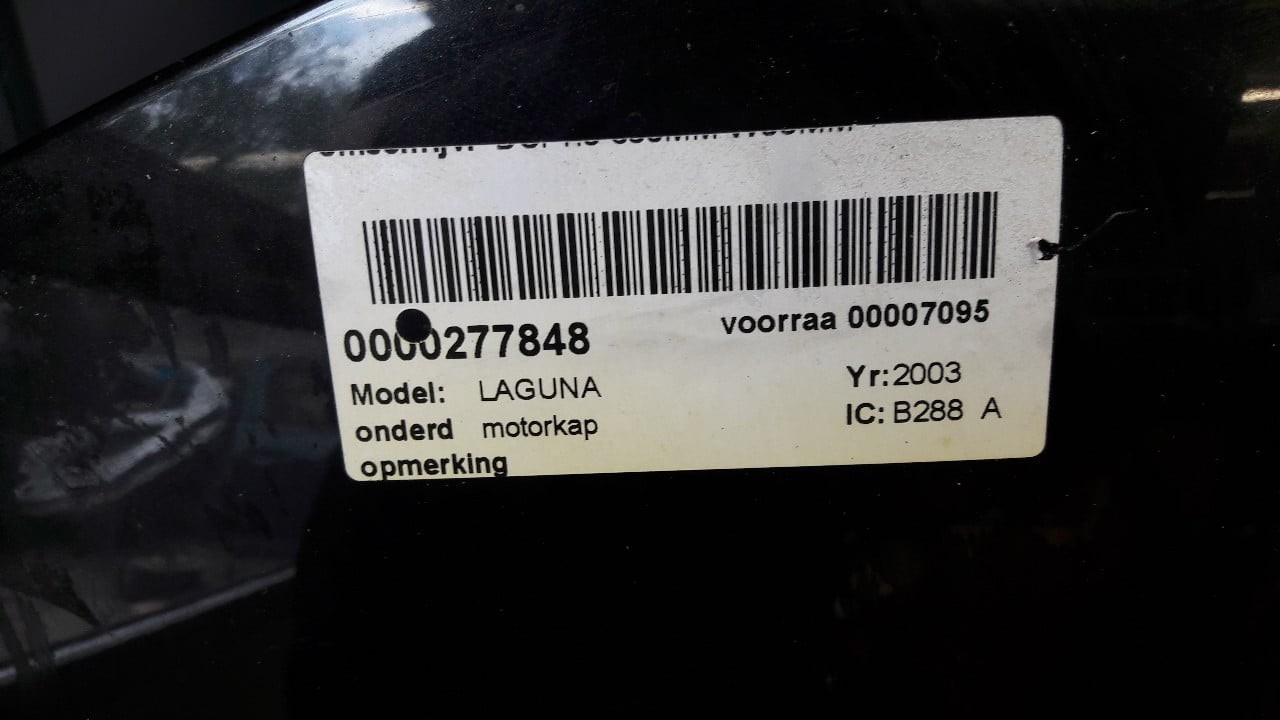 0000277848
voorraa 00007095
Model: LAGUNA
Yr:2003
onderd motorkap
IC: B288 A
opmerking